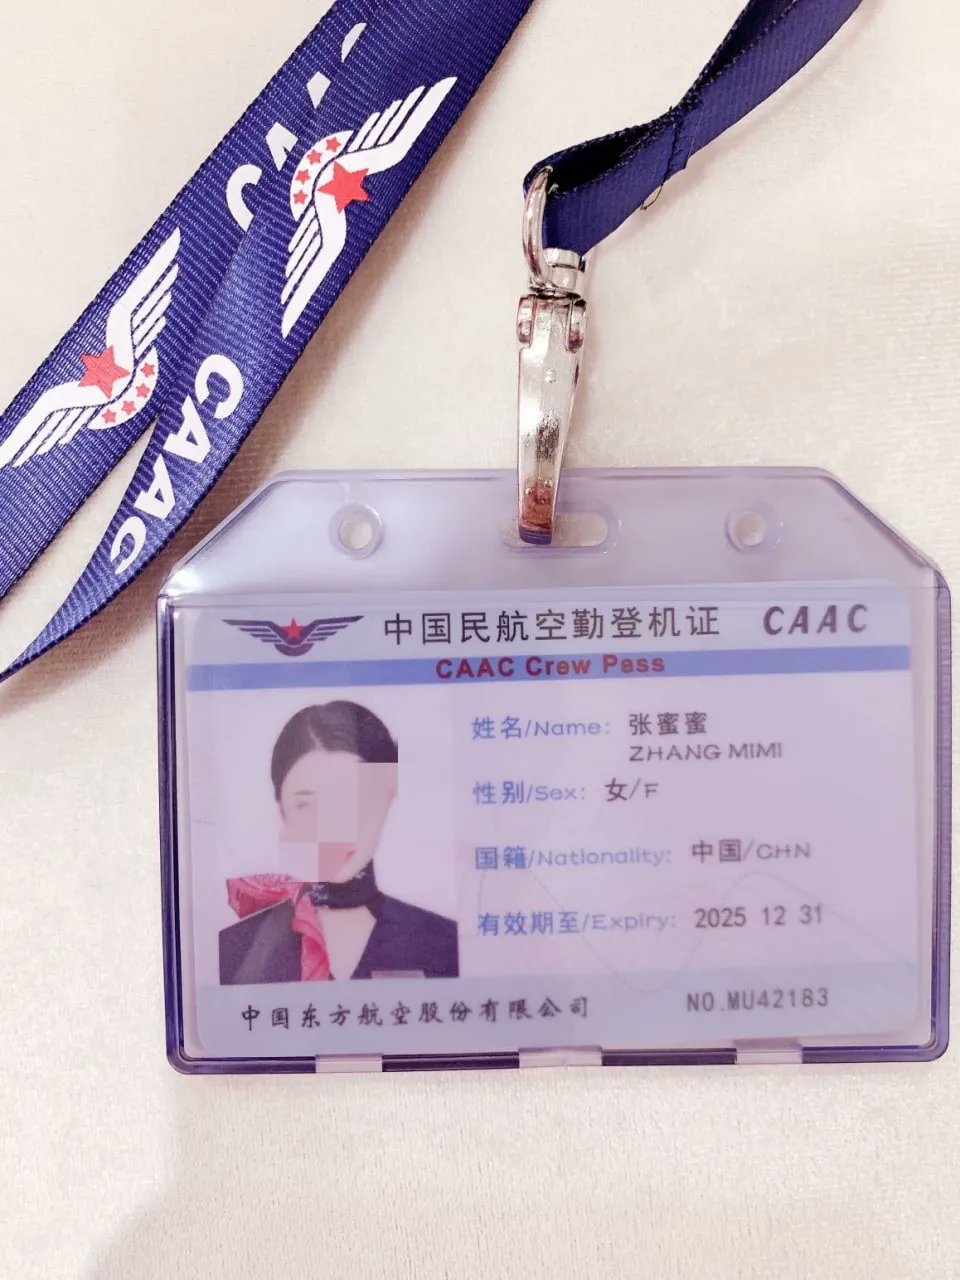 CAAC
中国民航空勤登机证 CAAC
CAAC Crew Pess
姓名/Name: 张蜜蜜
ZHANG MIMI
性别/Sex: 女/F
国籍/Nationality: 中国/CHN
有效期至/Expiry: 2025 12 31
中国东方航空股份有限公司 NO.MU42183